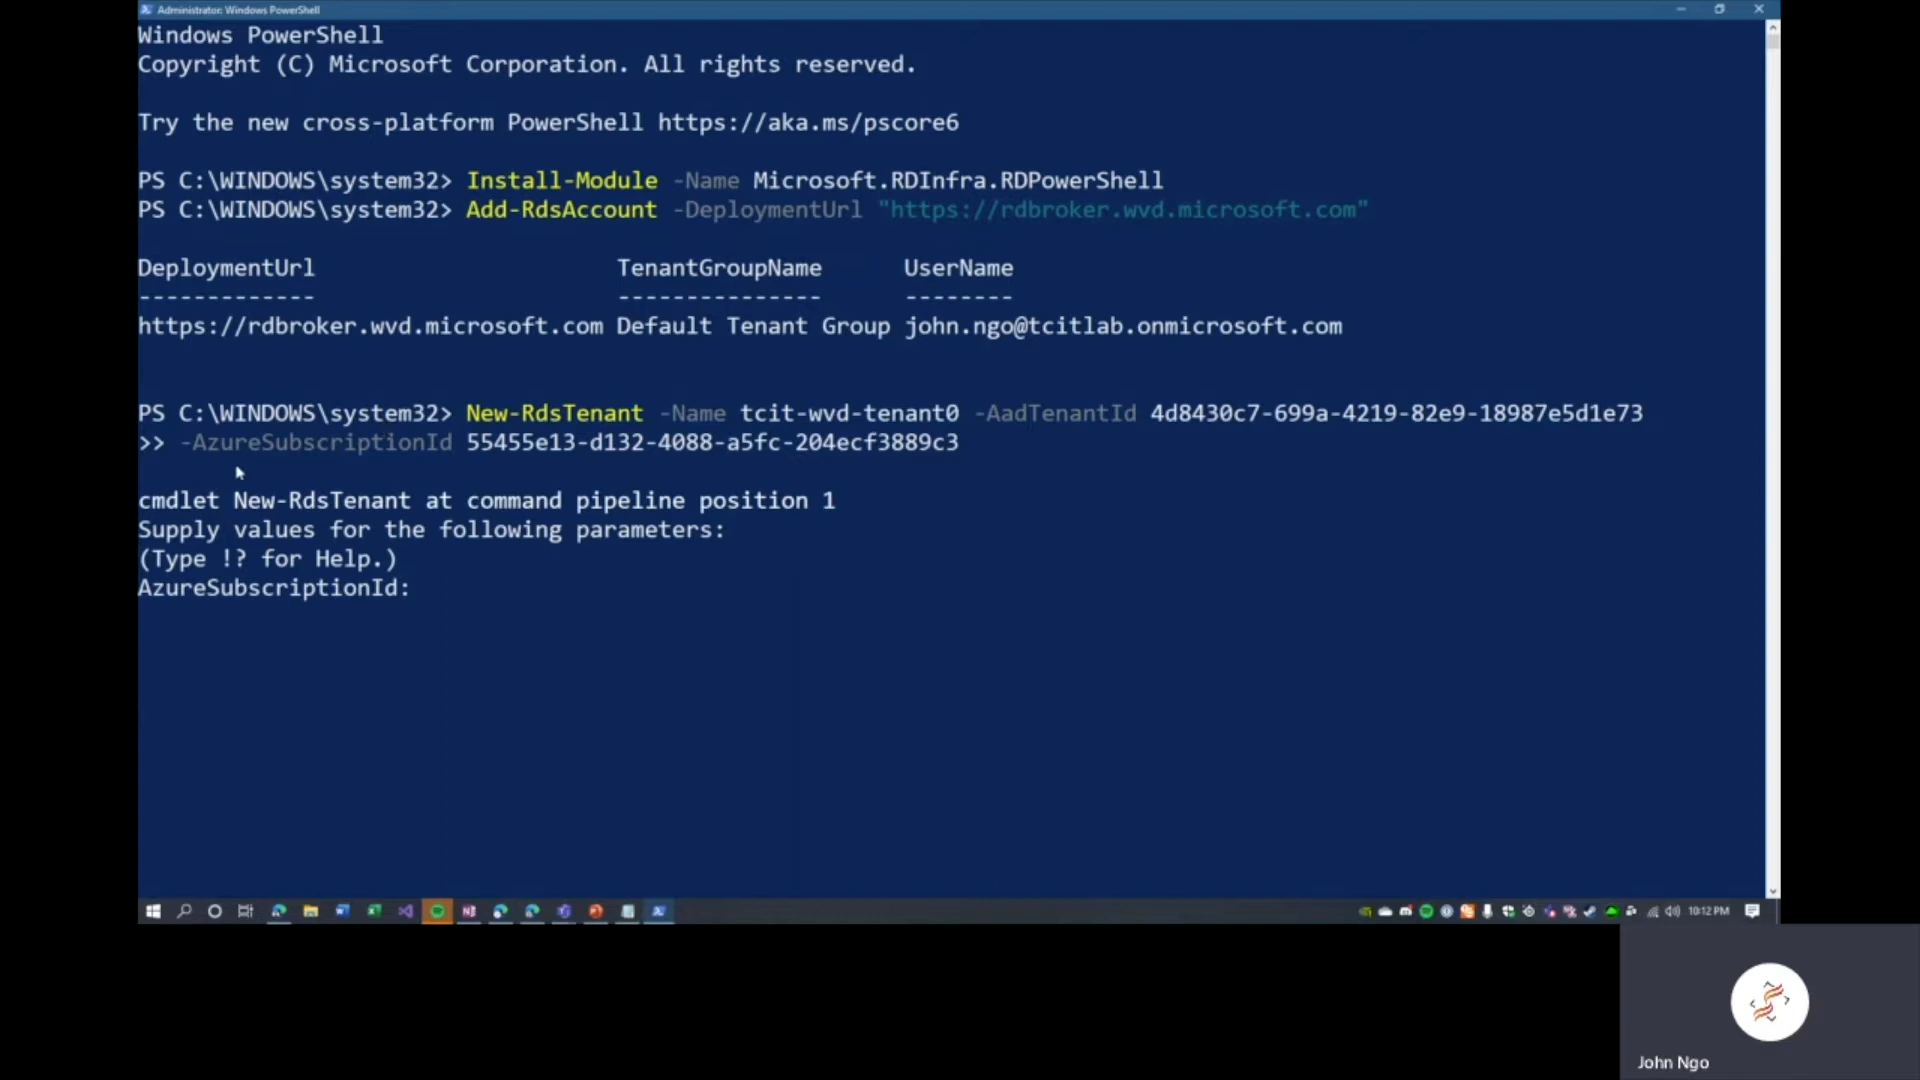 Administrator: Windows PowerShell
Windows PowerShell
Copyright (C) Microsoft Corporation. All rights reserved.
Try the new cross-platform PowerShell https://aka.ms/pscore6
PS C:\WINDOWS\system32> Install-Module -Name Microsoft.RDInfra.RDPowerShell
PS C:\WINDOWS\system32> Add-RdsAccount -DeploymentUrl "https://rdbroker.wvd.microsoft.com"
DeploymentUrl TenantGroupName UserName
------------- --------------- --------
https://rdbroker.wvd.microsoft.com Default Tenant Group john.ngo@tcitlab.onmicrosoft.com
PS C:\WINDOWS\system32> New-RdsTenant -Name tcit-wvd-tenant0 -AadTenantId 4d8430c7-699a-4219-82e9-18987e5d1e73
>> -AzureSubscriptionId 55455e13-d132-4088-a5fc-204ecf3889c3
cmdlet New-RdsTenant at command pipeline position 1
Supply values for the following parameters:
(Type !? for Help.)
AzureSubscriptionId:
10:12 PM
John Ngo